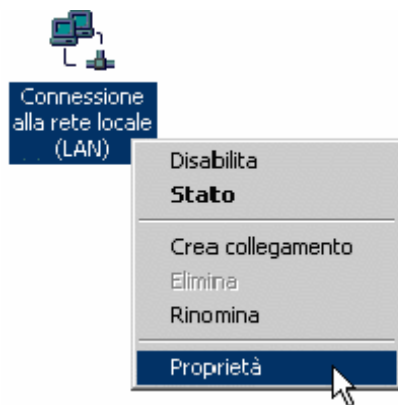 Connessione
alla rete locale
(LAN)
Disabilita
Stato
Crea collegamento
Elimina
Rinomina
Proprietà